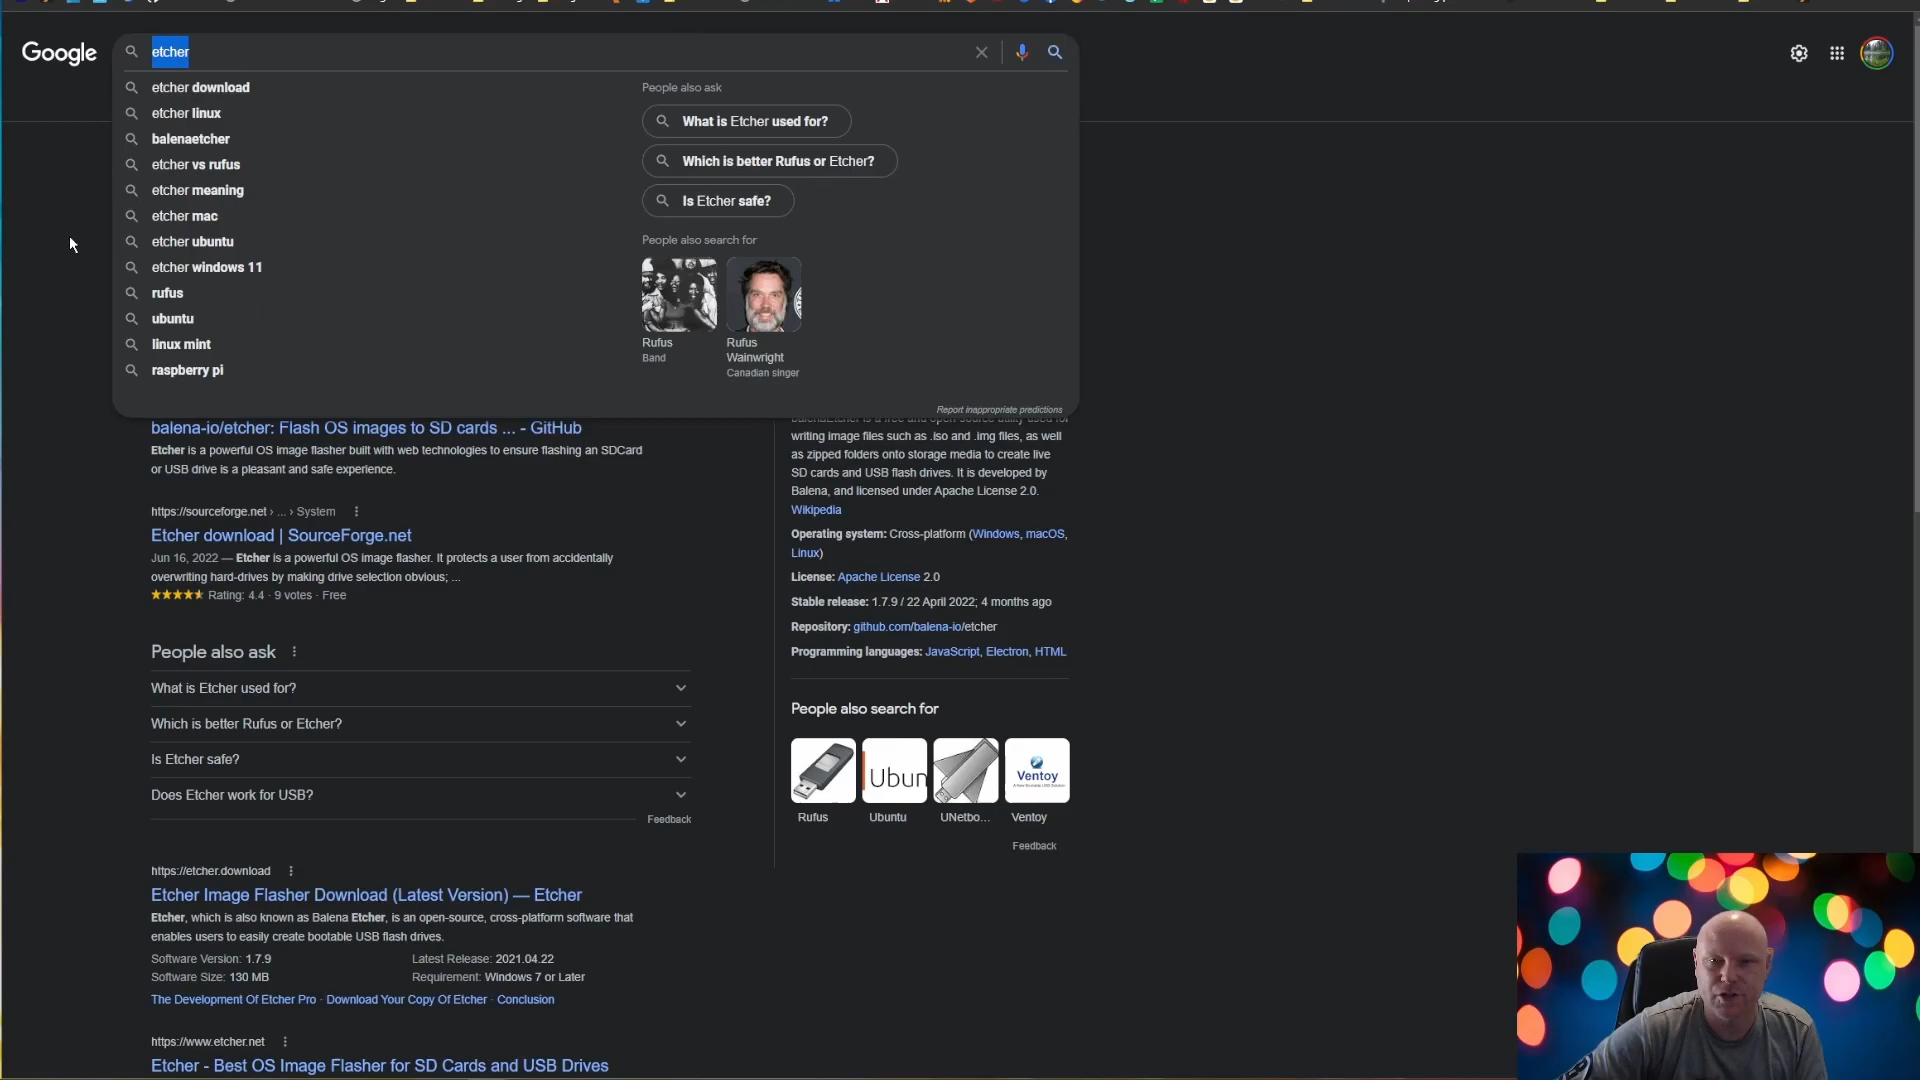 Google
etcher
etcher download
etcher linux
balenaetcher
etcher vs rufus
etcher meaning
etcher mac
etcher ubuntu
etcher windows 11
rufus
ubuntu
linux mint
raspberry pi
People also ask
What is Etcher used for?
Which is better Rufus or Etcher?
Is Etcher safe?
People also search for
Rufus
Band
Rufus
Wainwright
Canadian singer
Report inappropriate predictions
balena-io/etcher: Flash OS images to SD cards ... - GitHub
Etcher is a powerful OS image flasher built with web technologies to ensure flashing an SDCard
or USB drive is a pleasant and safe experience.
https://sourceforge.net › ... › System
Etcher download | SourceForge.net
Jun 16, 2022 — Etcher is a powerful OS image flasher. It protects a user from accidentally
overwriting hard-drives by making drive selection obvious; ...
Rating: 4.4 · 9 votes · Free
People also ask
What is Etcher used for?
Which is better Rufus or Etcher?
Is Etcher safe?
Does Etcher work for USB?
Feedback
https://etcher.download
Etcher Image Flasher Download (Latest Version) — Etcher
Etcher, which is also known as Balena Etcher, is an open-source, cross-platform software that
enables users to easily create bootable USB flash drives.
Software Version: 1.7.9
Latest Release: 2021.04.22
Software Size: 130 MB
Requirement: Windows 7 or Later
The Development Of Etcher Pro · Download Your Copy Of Etcher · Conclusion
https://www.etcher.net
Etcher - Best OS Image Flasher for SD Cards and USB Drives
balenaEtcher is a free and open-source utility used for
writing image files such as .iso and .img files, as well
as zipped folders onto storage media to create live
SD cards and USB flash drives. It is developed by
Balena, and licensed under Apache License 2.0.
Wikipedia
Operating system: Cross-platform (Windows, macOS,
Linux)
License: Apache License 2.0
Stable release: 1.7.9 / 22 April 2022; 4 months ago
Repository: github.com/balena-io/etcher
Programming languages: JavaScript, Electron, HTML
People also search for
Ubun
Ventoy
Rufus
Ubuntu
UNetbo...
Ventoy
Feedback